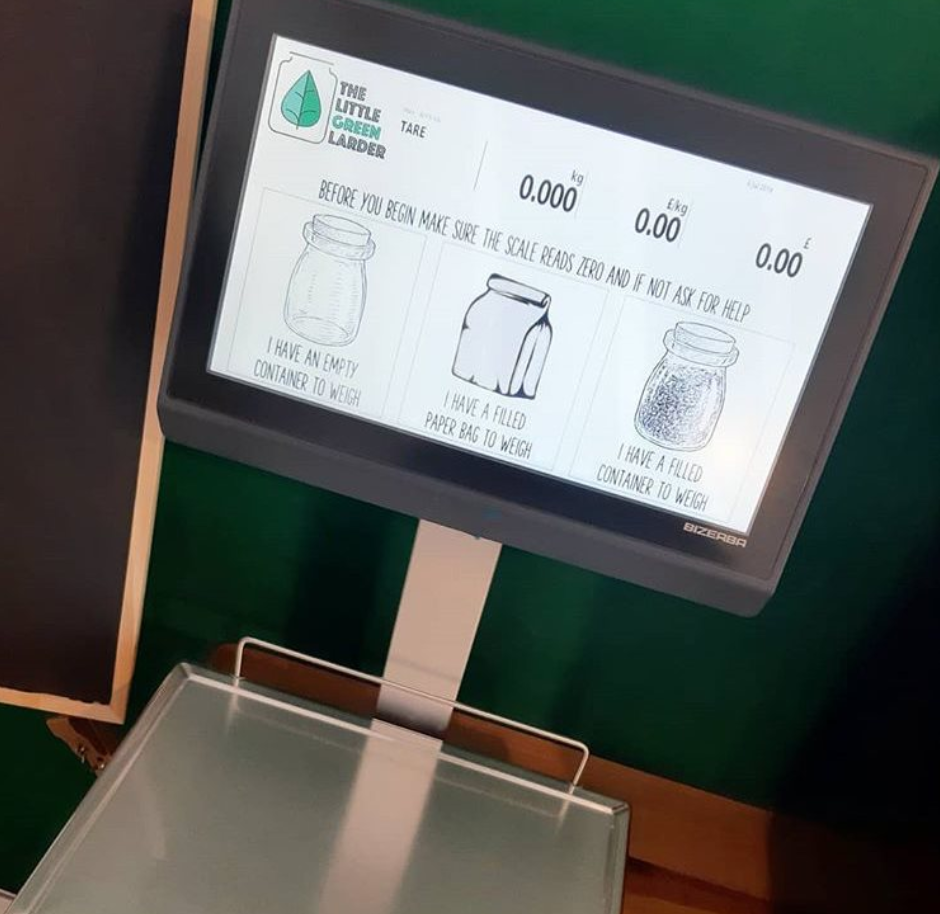 THE
LITTLE
GREEN
LARDER
TARE
kg
0.000
£/kg
0.00
£
0.00
BEFORE YOU BEGIN MAKE SURE THE SCALE READS ZERO AND IF NOT ASK FOR HELP
I HAVE AN EMPTY
CONTAINER TO WEIGH
I HAVE A FILLED
PAPER BAG TO WEIGH
I HAVE A FILLED
CONTAINER TO WEIGH
BIZERBA